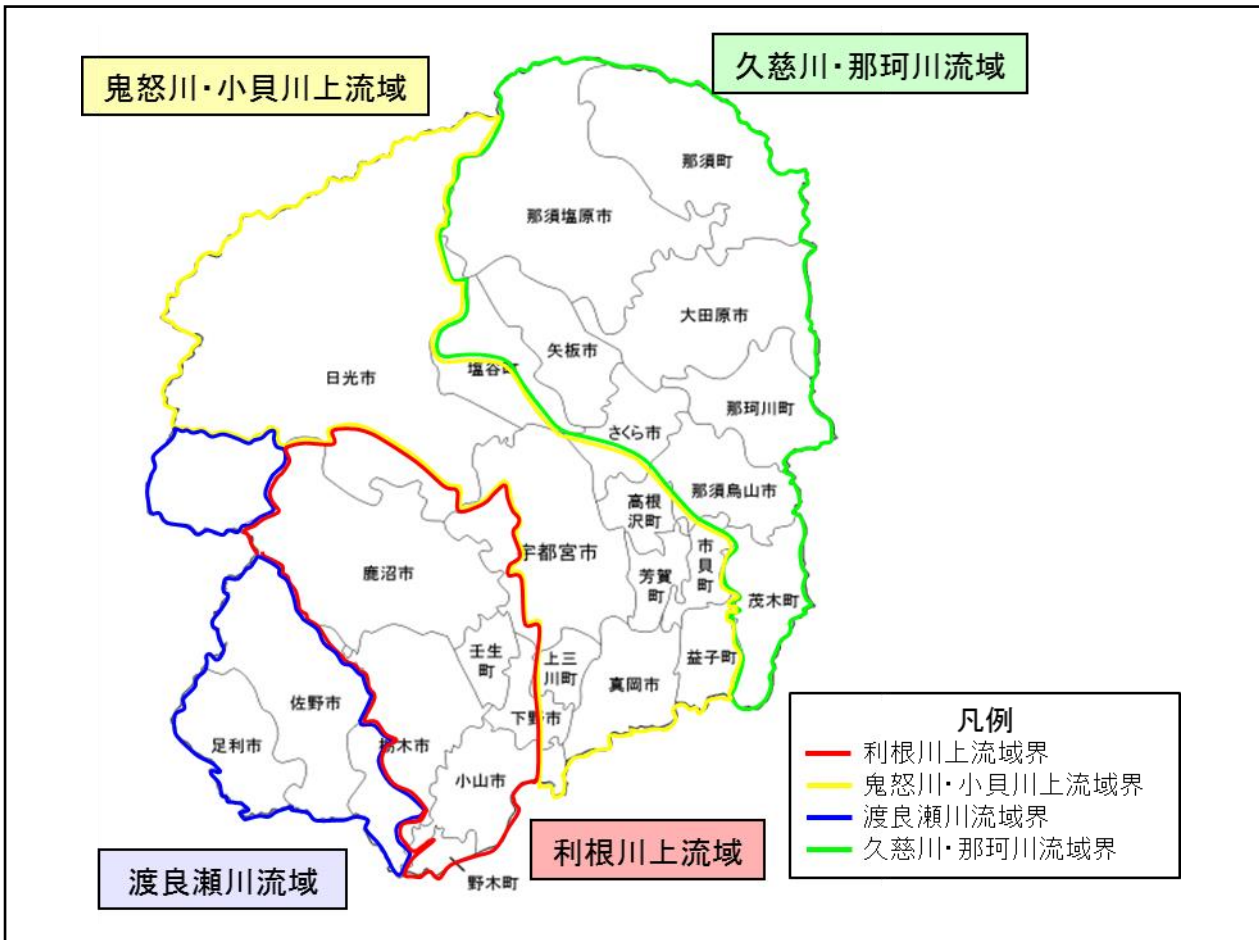 鬼怒川・小貝川上流域
久慈川・那珂川流域
那須町
那須塩原市
大田原市
矢板市
塩谷町
日光市
那珂川町
さくら市
那須烏山市
高根
沢町
宇都宮市
市
貝
町
鹿沼市
芳賀
町
茂木町
壬生
町
上三
川町
益子町
真岡市
佐野市
下野市
足利市
栃木市
小山市
凡例
利根川上流域界
鬼怒川・小貝川上流域界
渡良瀬川流域界
久慈川・那珂川流域界
利根川上流域
渡良瀬川流域
野木町